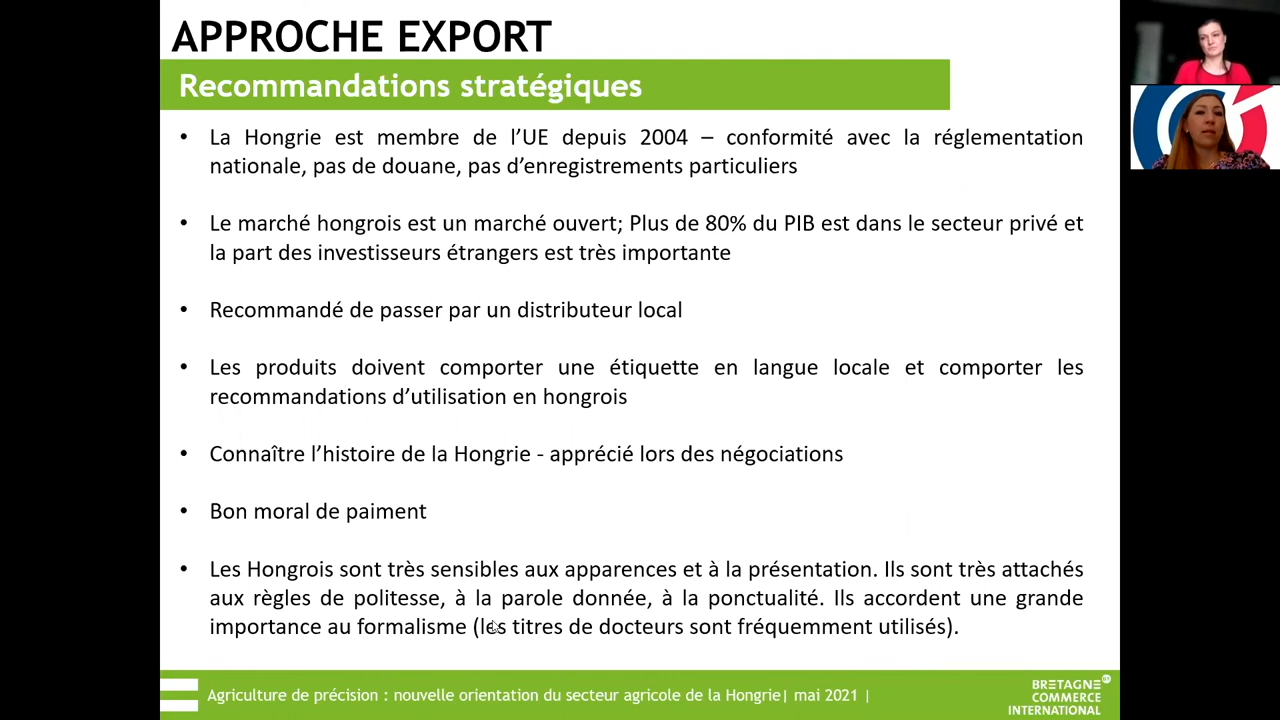 APPROCHE EXPORT
Recommandations stratégiques
• La Hongrie est membre de l’UE depuis 2004 – conformité avec la réglementation
nationale, pas de douane, pas d’enregistrements particuliers
• Le marché hongrois est un marché ouvert; Plus de 80% du PIB est dans le secteur privé et
la part des investisseurs étrangers est très importante
• Recommandé de passer par un distributeur local
• Les produits doivent comporter une étiquette en langue locale et comporter les
recommandations d’utilisation en hongrois
• Connaître l’histoire de la Hongrie - apprécié lors des négociations
• Bon moral de paiment
• Les Hongrois sont très sensibles aux apparences et à la présentation. Ils sont très attachés
aux règles de politesse, à la parole donnée, à la ponctualité. Ils accordent une grande
importance au formalisme (les titres de docteurs sont fréquemment utilisés).
Agriculture de précision : nouvelle orientation du secteur agricole de la Hongrie| mai 2021 |
BRETAGNE
COMMERCE
INTERNATIONAL